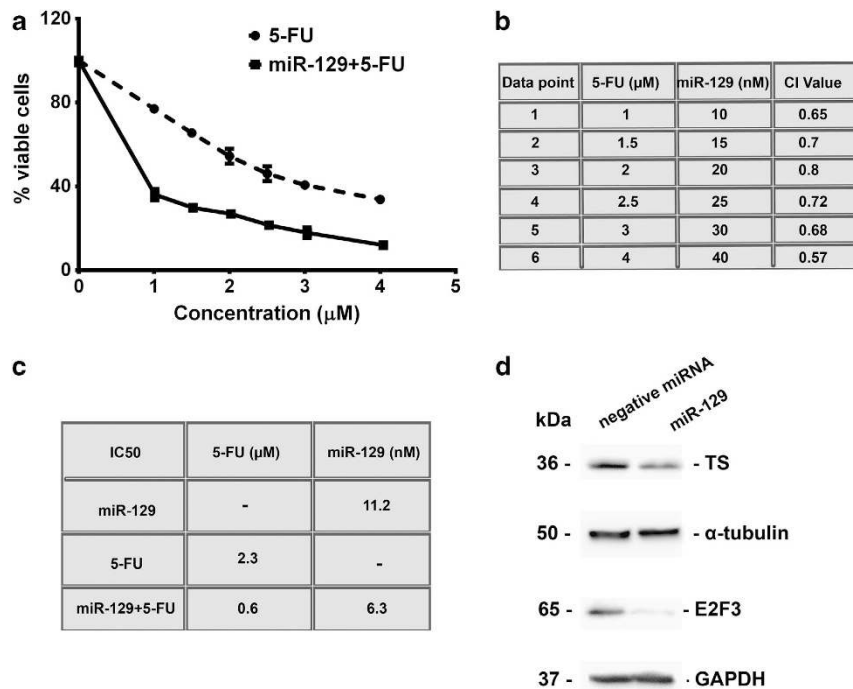 a
120
80
40
0
% viable cells
5-FU
miR-129+5-FU
0 1 2 3 4 5
Concentration (μM)
b
Data point 5-FU (μM) miR-129 (nM) CI Value
1 1 10 0.65
2 1.5 15 0.7
3 2 20 0.8
4 2.5 25 0.72
5 3 30 0.68
6 4 40 0.57
c
IC50 5-FU (μM) miR-129 (nM)
miR-129 - 11.2
5-FU 2.3 -
miR-129+5-FU 0.6 6.3
d
kDa
negative miRNA
miR-129
36 - - TS
50 - - α-tubulin
65 - - E2F3
37 - · GAPDH